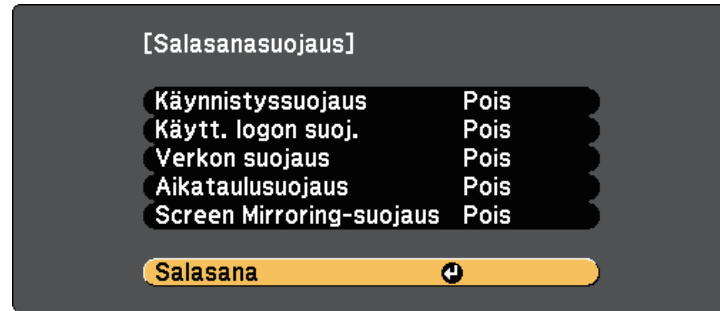 [Salasanasuojaus]
Käynnistyssuojaus Pois
Käytt. logon suoj. Pois
Verkon suojaus Pois
Aikataulusuojaus Pois
Screen Mirroring-suojaus Pois
Salasana